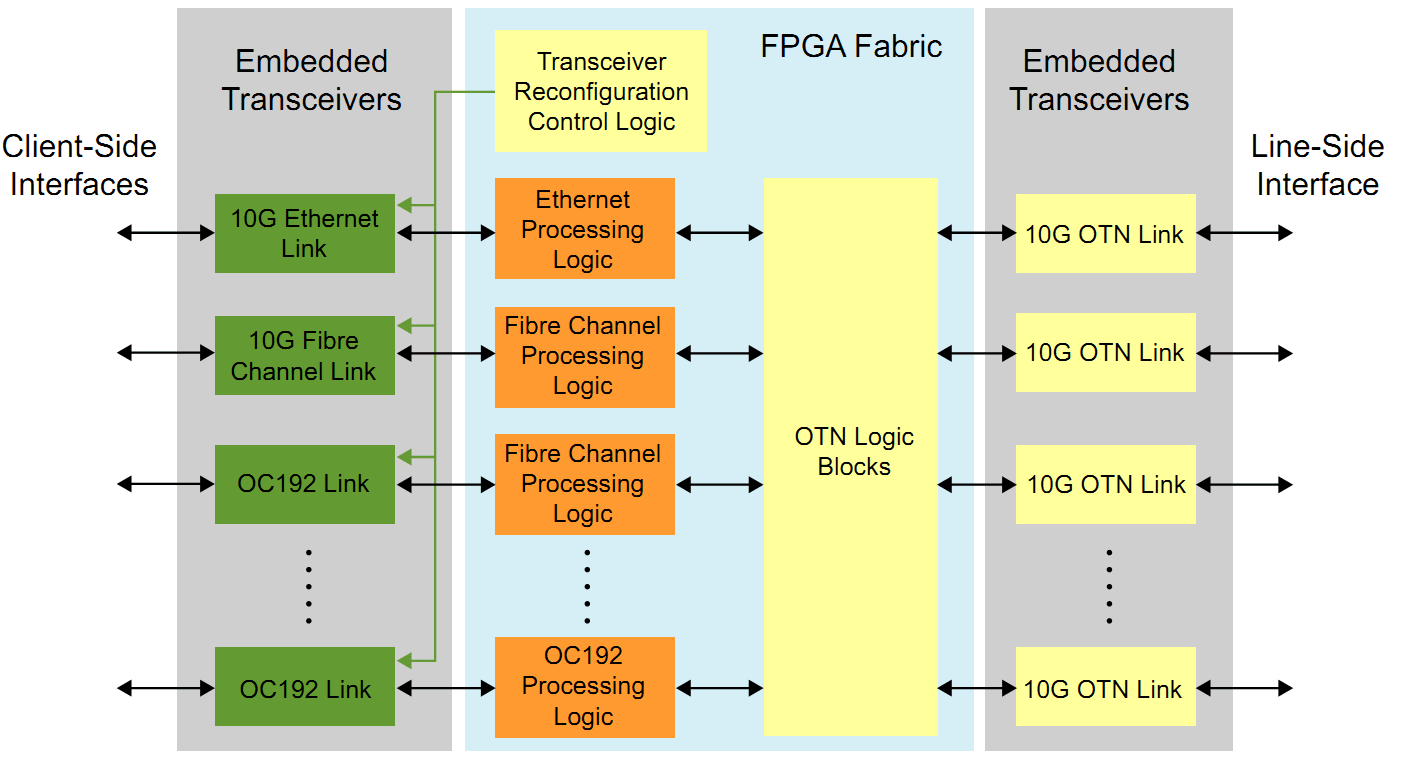 Embedded
Transceivers
Transceiver
Reconfiguration
Control Logic
FPGA Fabric
Embedded
Transceivers
Client-Side
Interfaces
Line-Side
Interface
10G Ethernet
Link
Ethernet
Processing
Logic
10G OTN Link
10G Fibre
Channel Link
Fibre Channel
Processing
Logic
10G OTN Link
OTN Logic
Blocks
OC192 Link
Fibre Channel
Processing
Logic
10G OTN Link
OC192 Link
OC192
Processing
Logic
10G OTN Link